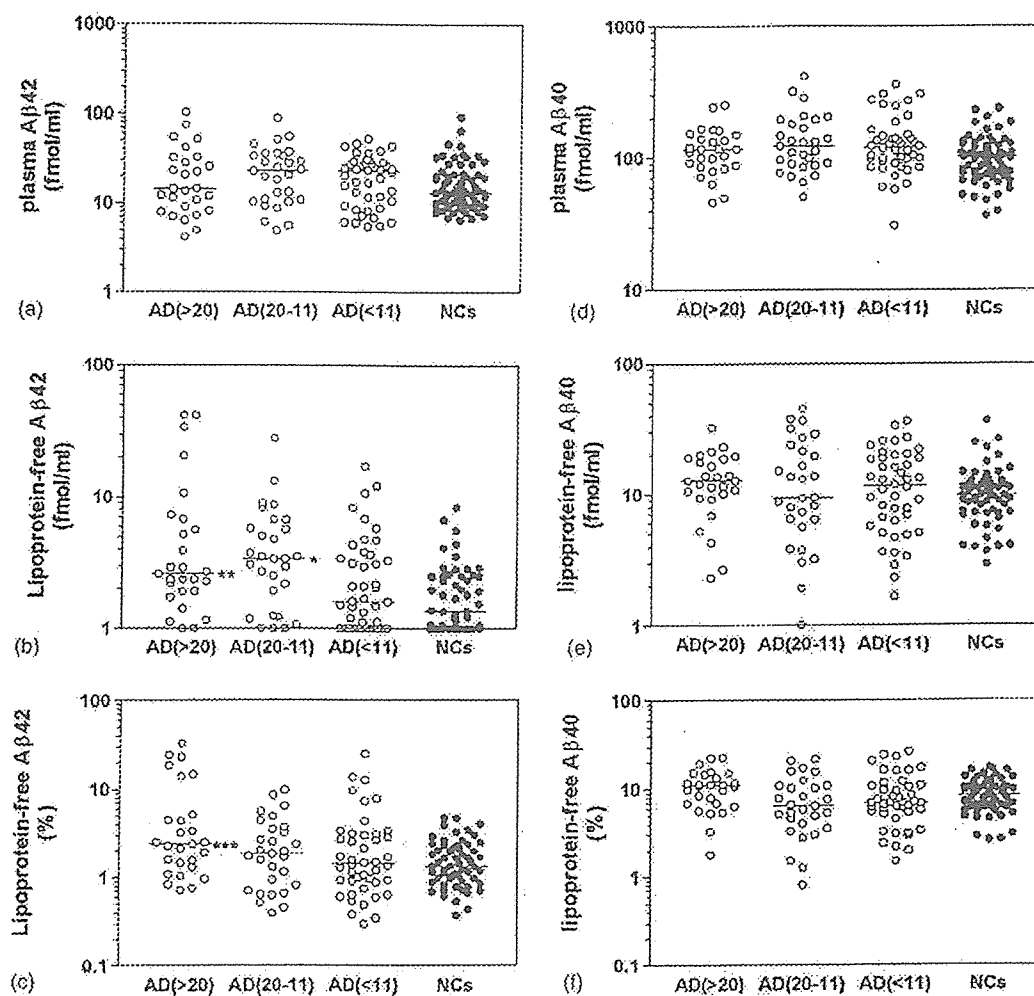 1000
100
10
1
plasma Aβ42
(fmol/ml)
(a)
AD(>20) AD(20-11) AD(<11) NCs
1000
100
10
plasma Aβ40
(fmol/ml)
(d)
AD(>20) AD(20-11) AD(<11) NCs
100
10
1
Lipoprotein-free Aβ42
(fmol/ml)
**
*
(b)
AD(>20) AD(20-11) AD(<11) NCs
100
10
1
lipoprotein-free Aβ40
(fmol/ml)
(e)
AD(>20) AD(20-11) AD(<11) NCs
100
10
1
0.1
Lipoprotein-free Aβ42
(%)
***
(c)
AD(>20) AD(20-11) AD(<11) NCs
100
10
1
0.1
lipoprotein-free Aβ40
(%)
(f)
AD(>20) AD(20-11) AD(<11) NCs